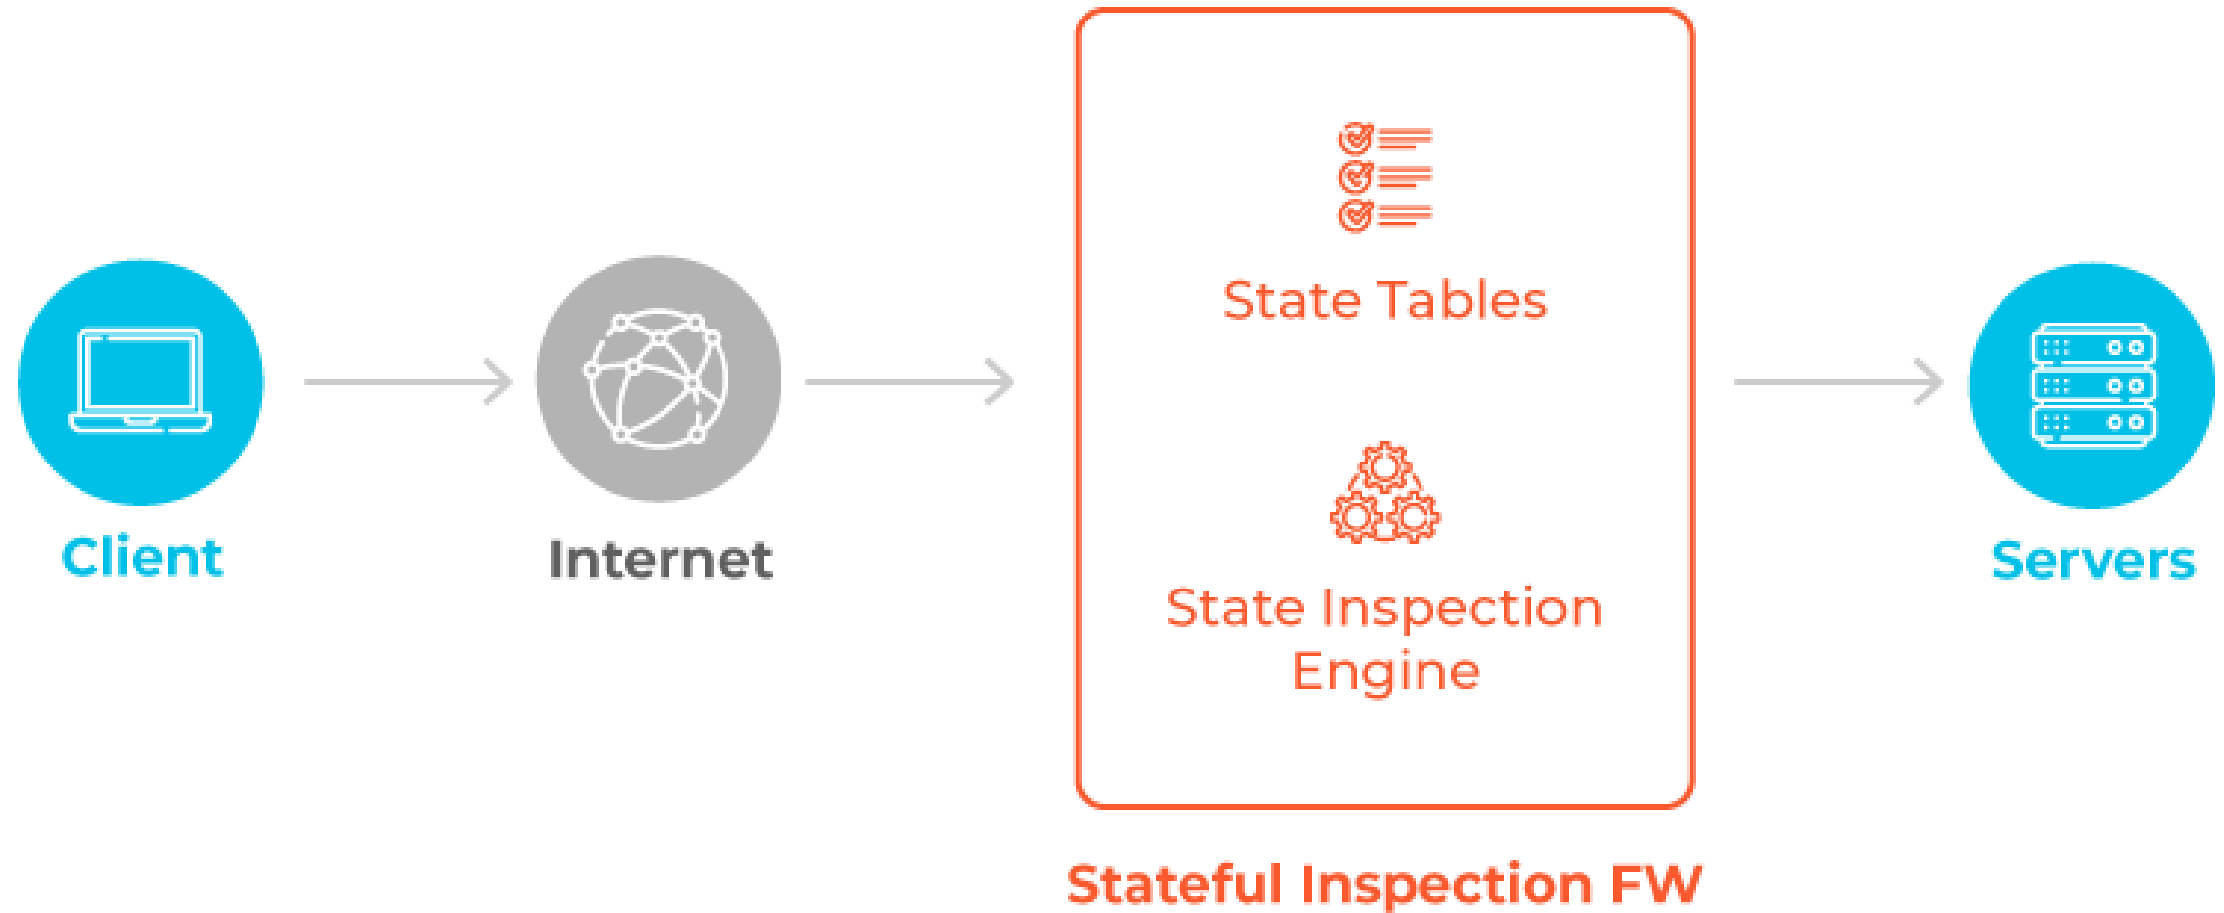 Client
Internet
State Tables
State Inspection
Engine
Stateful Inspection FW
Servers